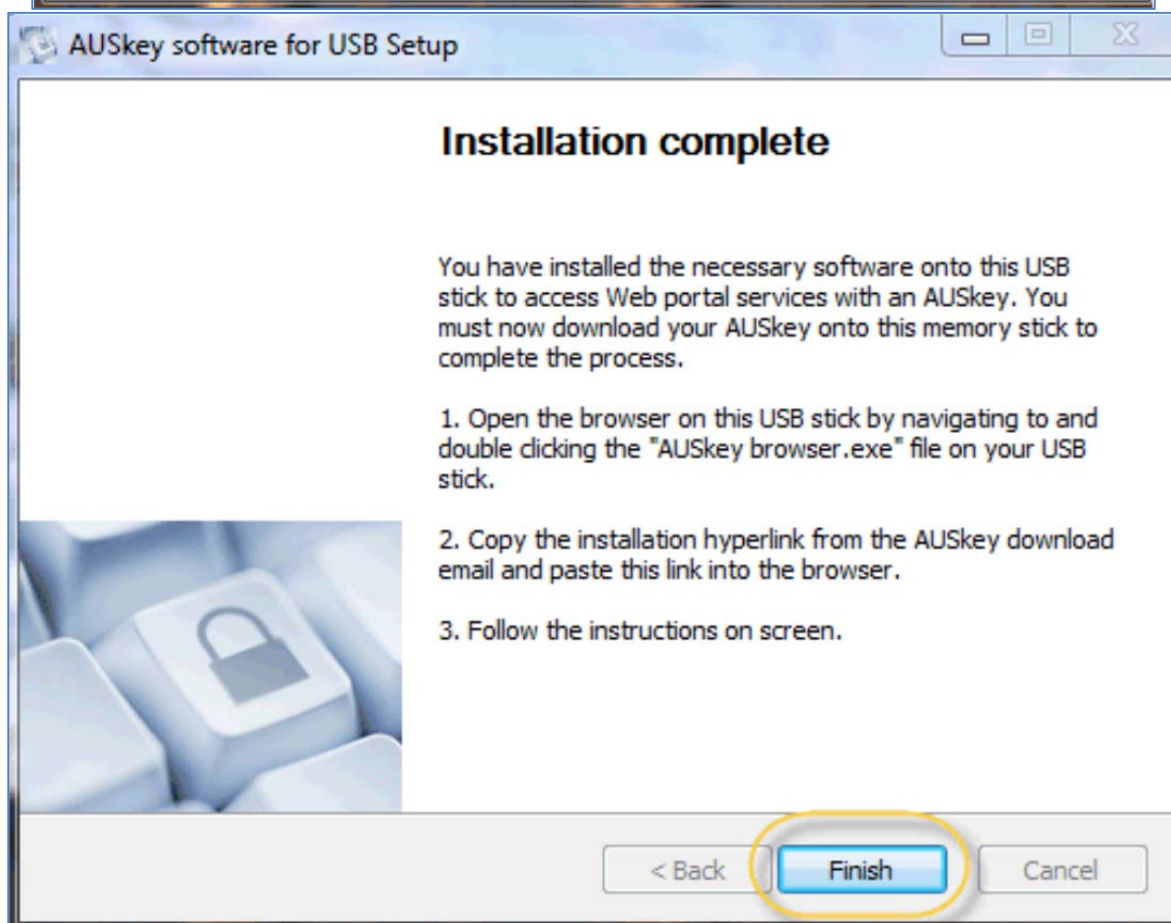 AUSkey software for USB Setup
Installation complete
You have installed the necessary software onto this USB
stick to access Web portal services with an AUSkey. You
must now download your AUSkey onto this memory stick to
complete the process.
1. Open the browser on this USB stick by navigating to and
double clicking the "AUSkey browser.exe" file on your USB
stick.
2. Copy the installation hyperlink from the AUSkey download
email and paste this link into the browser.
3. Follow the instructions on screen.
< Back Finish Cancel